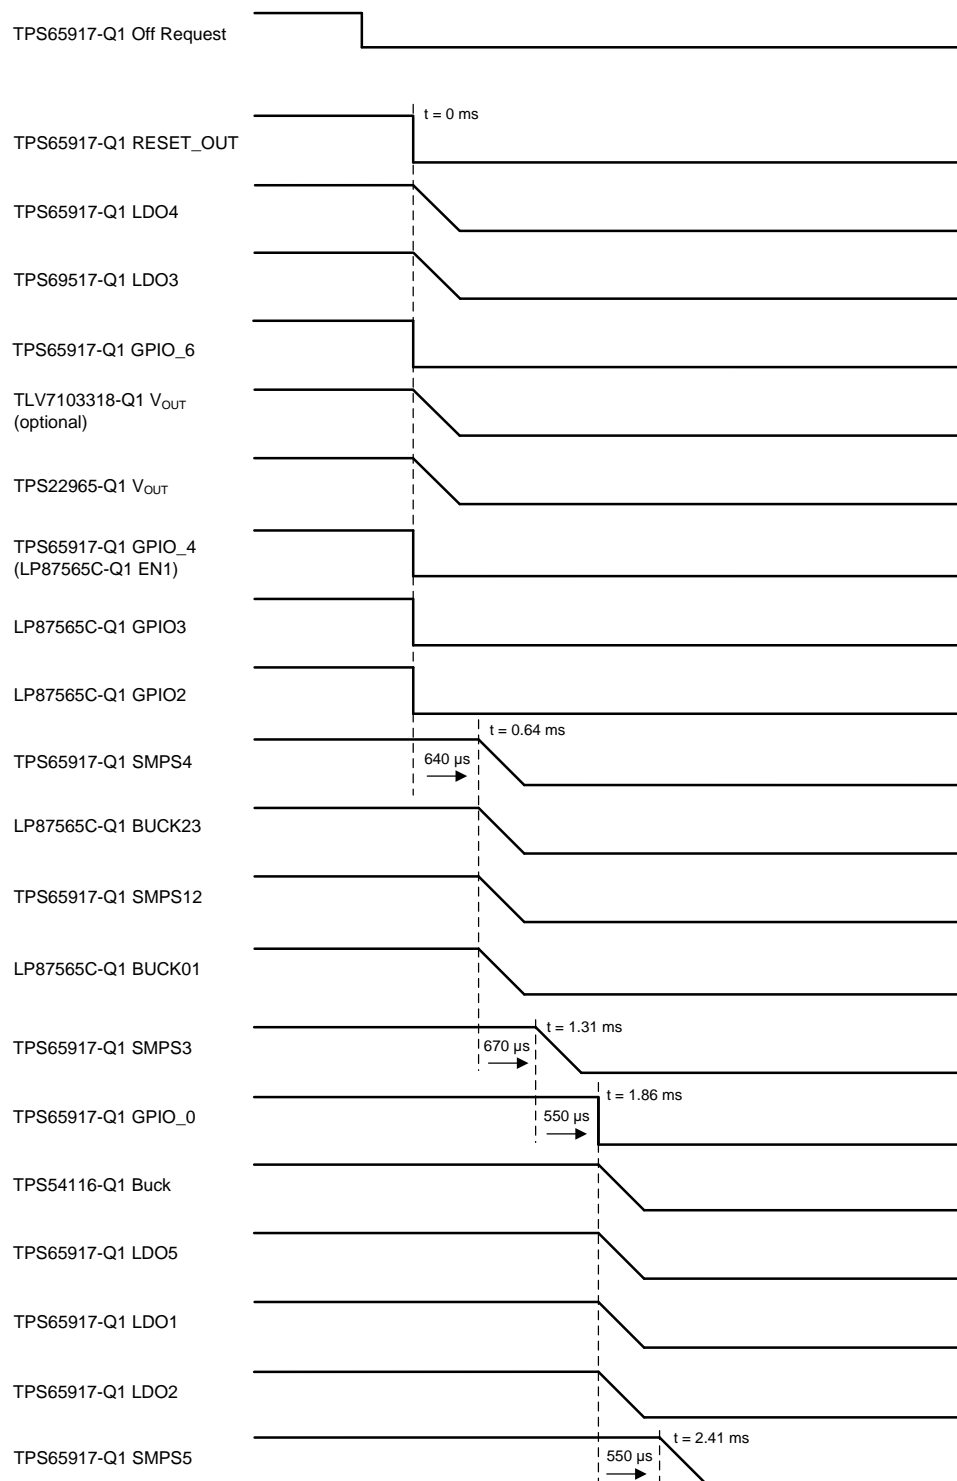 TPS65917-Q1 Off Request
t = 0 ms
TPS65917-Q1 RESET_OUT
TPS65917-Q1 LDO4
TPS69517-Q1 LDO3
TPS65917-Q1 GPIO_6
TLV7103318-Q1 VOUT
(optional)
TPS22965-Q1 VOUT
TPS65917-Q1 GPIO_4
(LP87565C-Q1 EN1)
LP87565C-Q1 GPIO3
LP87565C-Q1 GPIO2
t = 0.64 ms
TPS65917-Q1 SMPS4
640 µs
LP87565C-Q1 BUCK23
TPS65917-Q1 SMPS12
LP87565C-Q1 BUCK01
t = 1.31 ms
TPS65917-Q1 SMPS3
670 µs
t = 1.86 ms
TPS65917-Q1 GPIO_0
550 µs
TPS54116-Q1 Buck
TPS65917-Q1 LDO5
TPS65917-Q1 LDO1
TPS65917-Q1 LDO2
t = 2.41 ms
TPS65917-Q1 SMPS5
550 µs